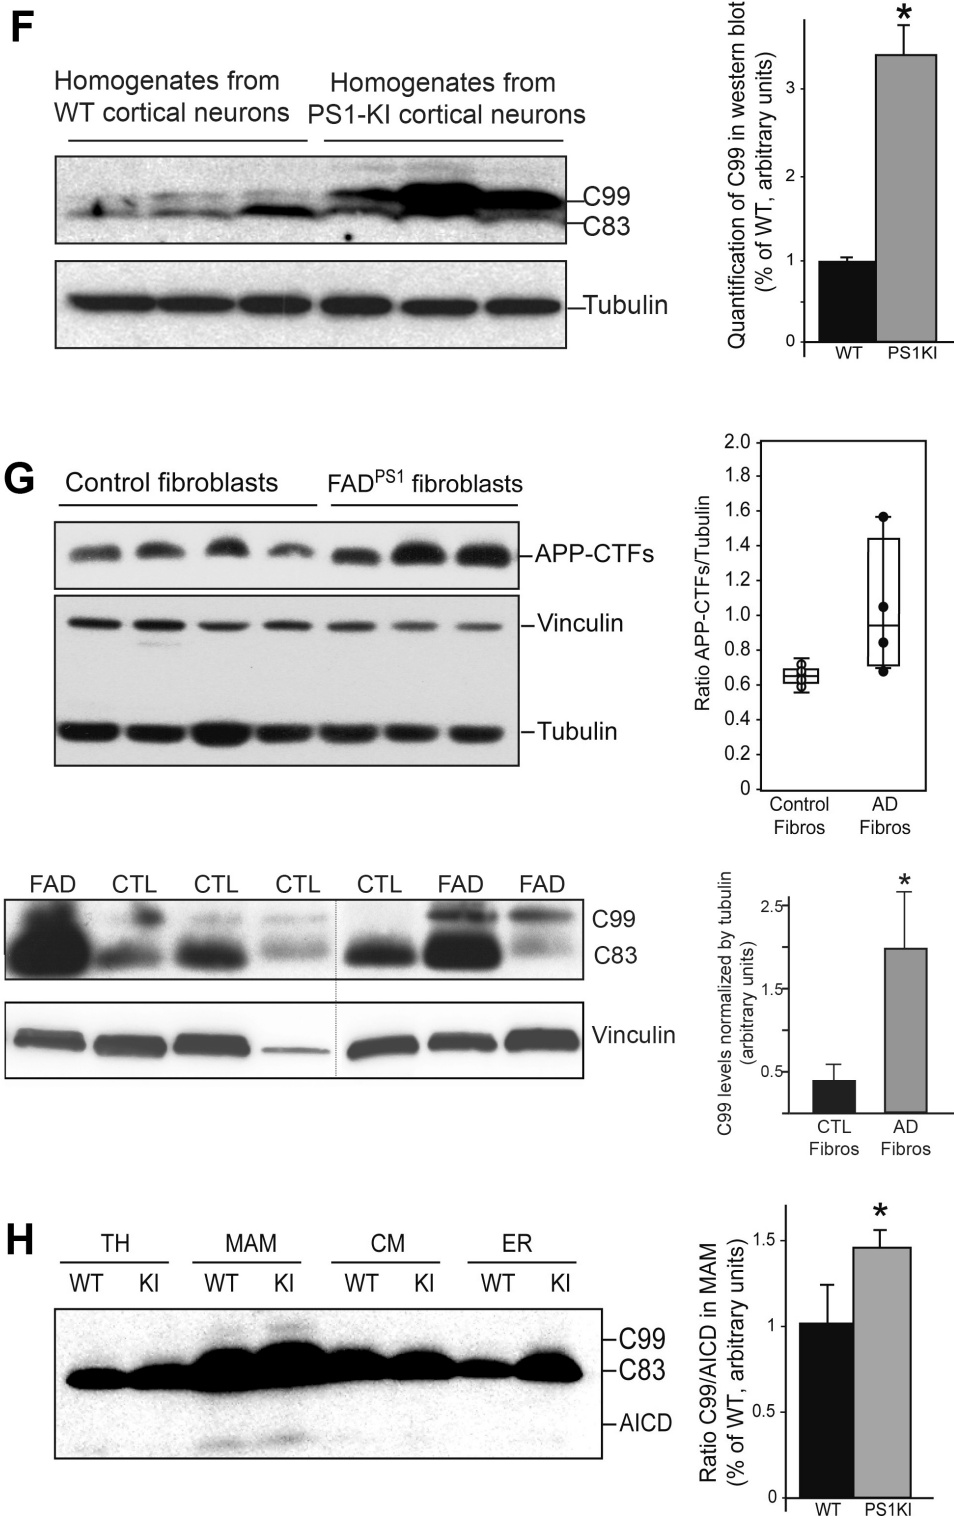 F
Homogenates from
WT cortical neurons
Homogenates from
PS1-KI cortical neurons
C99
C83
Tubulin
Quantification of C99 in western blot
(% of WT, arbitrary units)
*
3
2
1
0
WT
PS1KI
G
Control fibroblasts
FADPS1 fibroblasts
APP-CTFs
Vinculin
Tubulin
Ratio APP-CTFs/Tubulin
2.0
1.8
1.6
1.4
1.2
1.0
0.8
0.6
0.4
0.2
0
Control
Fibros
AD
Fibros
FAD CTL CTL CTL CTL FAD FAD
C99
C83
Vinculin
C99 levels normalized by tubulin
(arbitrary units)
*
2.5
1.5
0.5
CTL
Fibros
AD
Fibros
H
TH MAM CM ER
WT KI WT KI WT KI WT KI
C99
C83
AICD
Ratio C99/AICD in MAM
(% of WT, arbitrary units)
*
1.5
1
0.5
0
WT
PS1KI